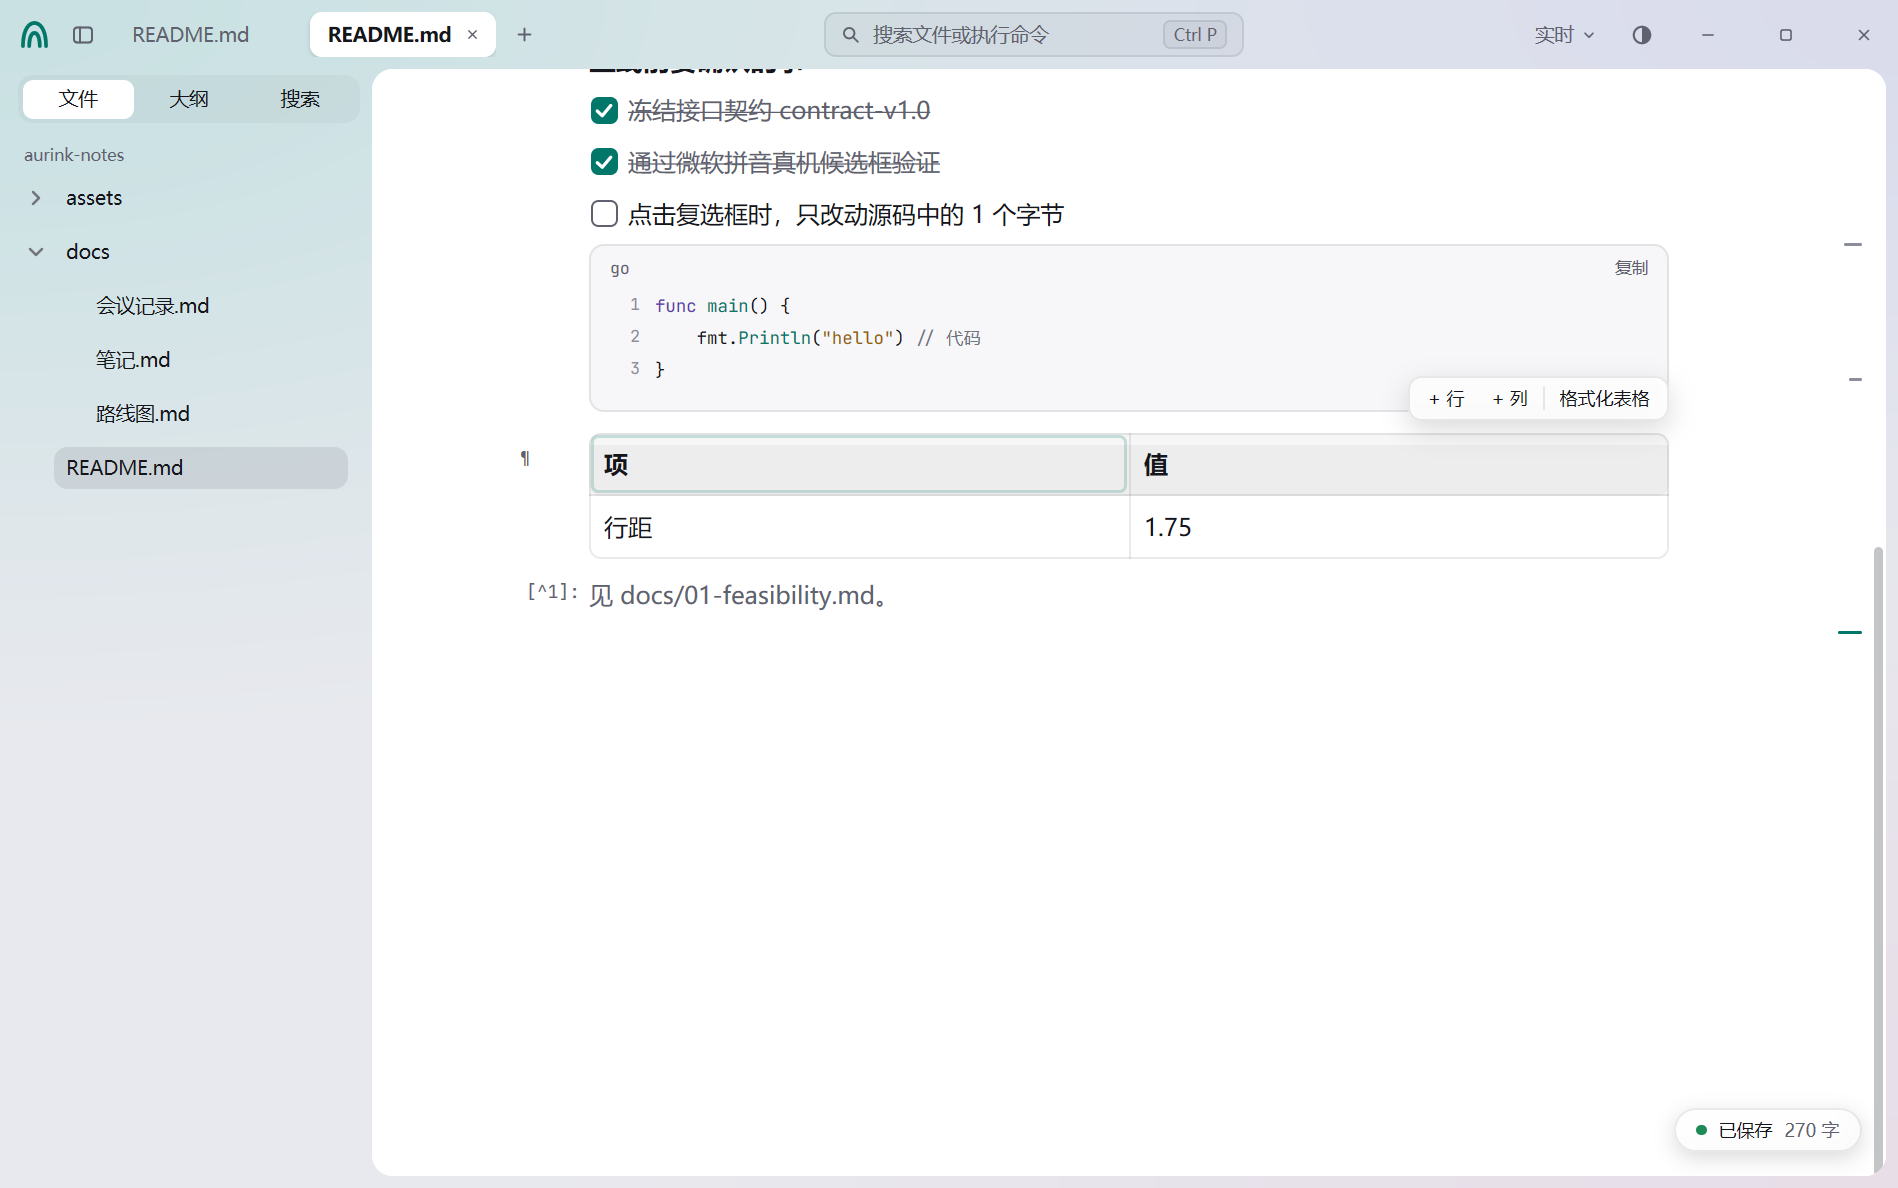 README.md
README.md
搜索文件或执行命令
Ctrl P
实时
文件
大纲
搜索
aurink-notes
assets
docs
会议记录.md
笔记.md
路线图.md
README.md
冻结接口契约 contract-v1.0
通过微软拼音真机候选框验证
点击复选框时，只改动源码中的 1 个字节
go
复制
1 func main() {
2 fmt.Println("hello") // 代码
3 }
+ 行
+ 列
格式化表格
¶
项 值
行距 1.75
[^1]: 见 docs/01-feasibility.md。
已保存 270 字